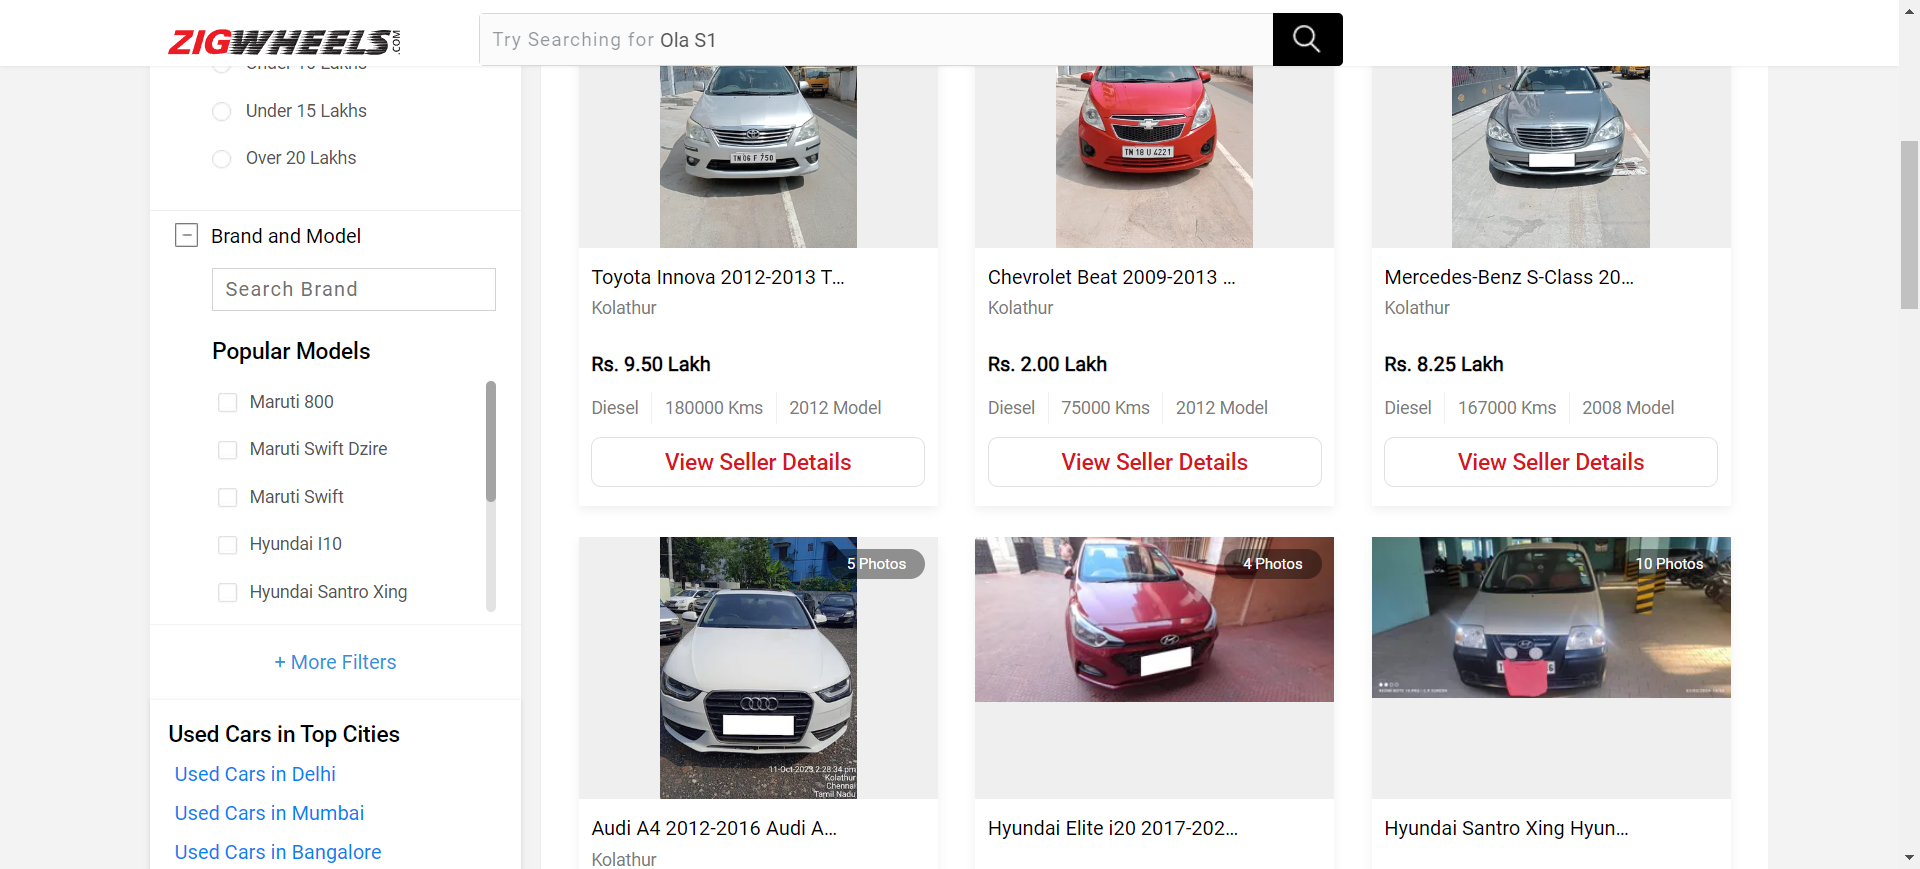 ZIGWHEELS.COM
Try Searching for Ola S1
Under 15 Lakhs
Over 20 Lakhs
Brand and Model
Search Brand
Popular Models
Maruti 800
Maruti Swift Dzire
Maruti Swift
Hyundai I10
Hyundai Santro Xing
+ More Filters
Used Cars in Top Cities
Used Cars in Delhi
Used Cars in Mumbai
Used Cars in Bangalore
TN 06 F 750
TN 18 U 4221
Toyota Innova 2012-2013 T...
Kolathur
Rs. 9.50 Lakh
Diesel 180000 Kms 2012 Model
View Seller Details
Chevrolet Beat 2009-2013 ...
Kolathur
Rs. 2.00 Lakh
Diesel 75000 Kms 2012 Model
View Seller Details
Mercedes-Benz S-Class 20...
Kolathur
Rs. 8.25 Lakh
Diesel 167000 Kms 2008 Model
View Seller Details
5 Photos
11-Oct-2023 2:28:34 pm
Kolathur
Chennai
Tamil Nadu
Audi A4 2012-2016 Audi A...
Kolathur
4 Photos
Hyundai Elite i20 2017-202...
10 Photos
Hyundai Santro Xing Hyun...